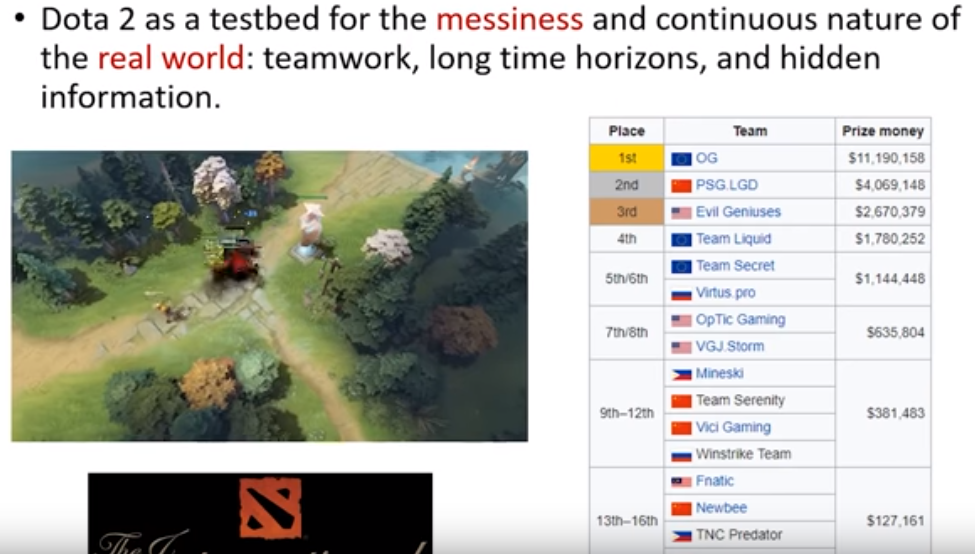 • Dota 2 as a testbed for the messiness and continuous nature of
the real world: teamwork, long time horizons, and hidden
information.
Place Team Prize money
1st OG $11,190,158
2nd PSG.LGD $4,069,148
3rd Evil Geniuses $2,670,379
4th Team Liquid $1,780,252
5th/6th Team Secret $1,144,448
Virtus.pro
7th/8th OpTic Gaming $635,804
VGJ.Storm
9th–12th Mineski $381,483
Team Serenity
Vici Gaming
Winstrike Team
13th–16th Fnatic $127,161
Newbee
TNC Predator
The